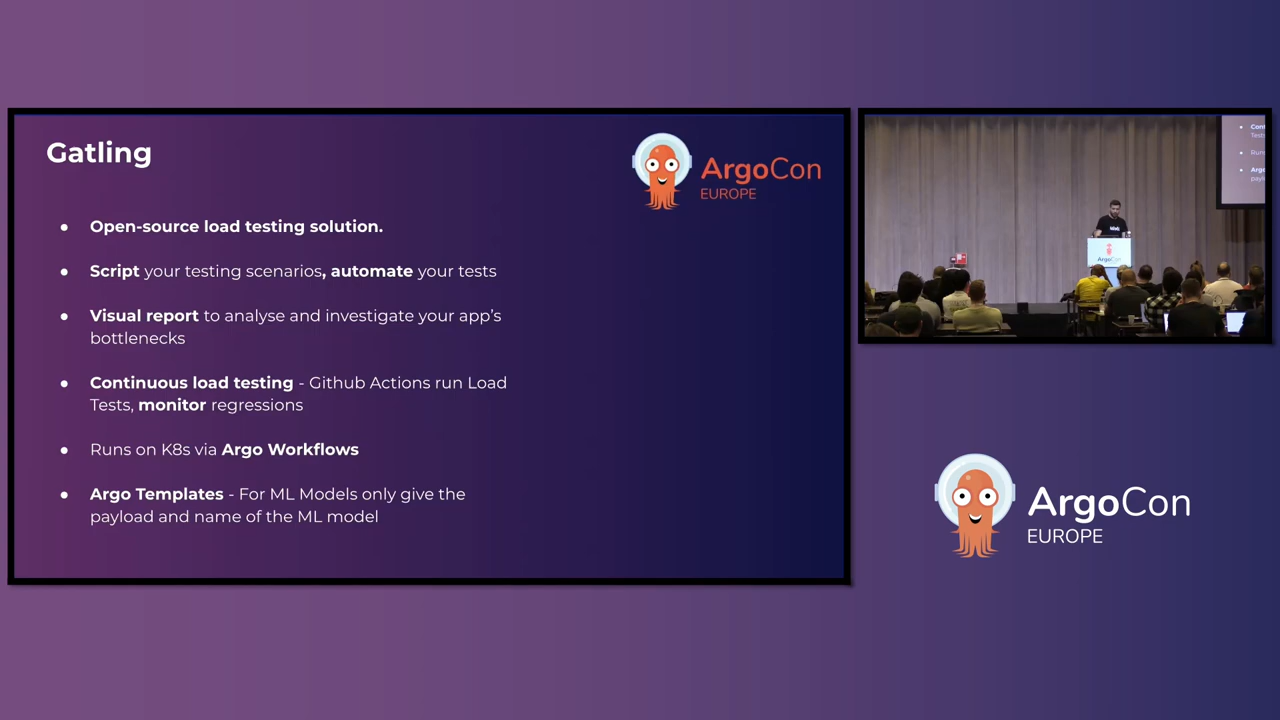 Gatling
ArgoCon
EUROPE
● Open-source load testing solution.
● Script your testing scenarios, automate your tests
● Visual report to analyse and investigate your app’s
bottlenecks
● Continuous load testing - Github Actions run Load
Tests, monitor regressions
● Runs on K8s via Argo Workflows
● Argo Templates - For ML Models only give the
payload and name of the ML model
ArgoCon
ArgoCon
EUROPE